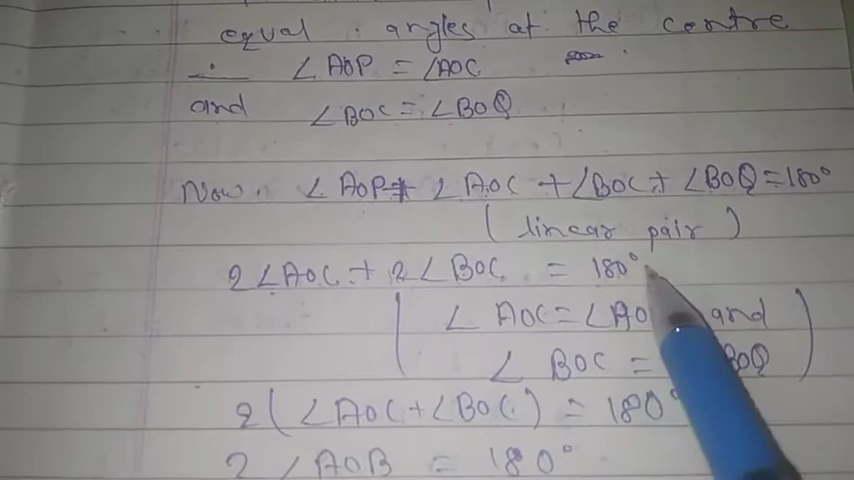 equal angles at the centre
∴ ∠AOP = ∠AOC
and ∠BOC = ∠BOQ
Now. ∠AOP + ∠AOC + ∠BOC + ∠BOQ = 180°
( linear pair )
2∠AOC + 2∠BOC = 180°
( ∠AOC = ∠AO and
∠BOC = BOQ )
2(∠AOC + ∠BOC) = 180°
2 ∠AOB = 180°